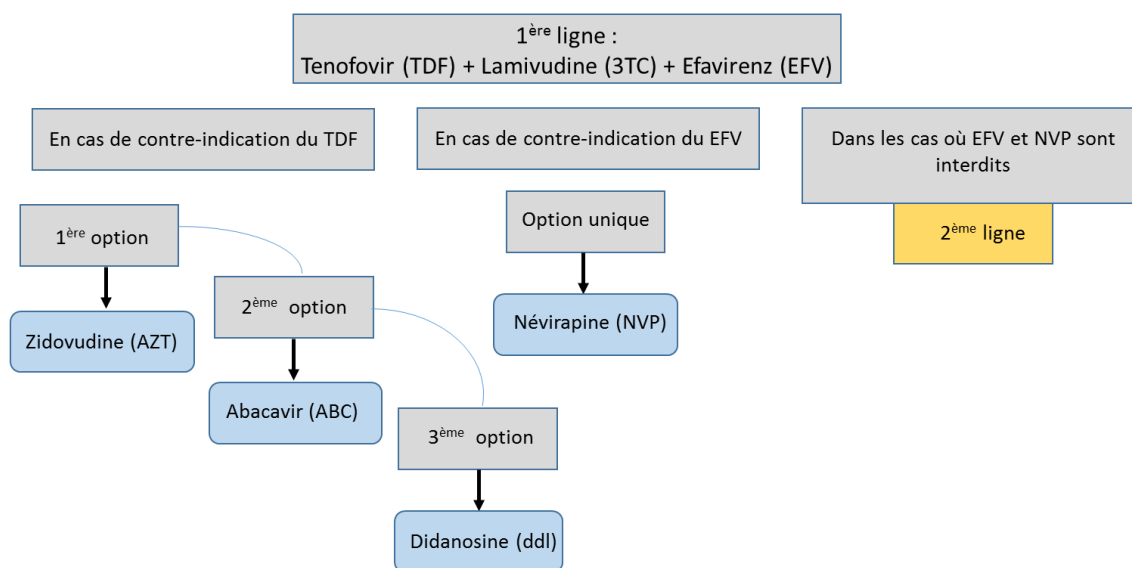 1ère ligne :
Tenofovir (TDF) + Lamivudine (3TC) + Efavirenz (EFV)
En cas de contre-indication du TDF
En cas de contre-indication du EFV
Dans les cas où EFV et NVP sont
interdits
1ère option
Option unique
2ème ligne
2ème option
Zidovudine (AZT)
Névirapine (NVP)
Abacavir (ABC)
3ème option
Didanosine (ddl)